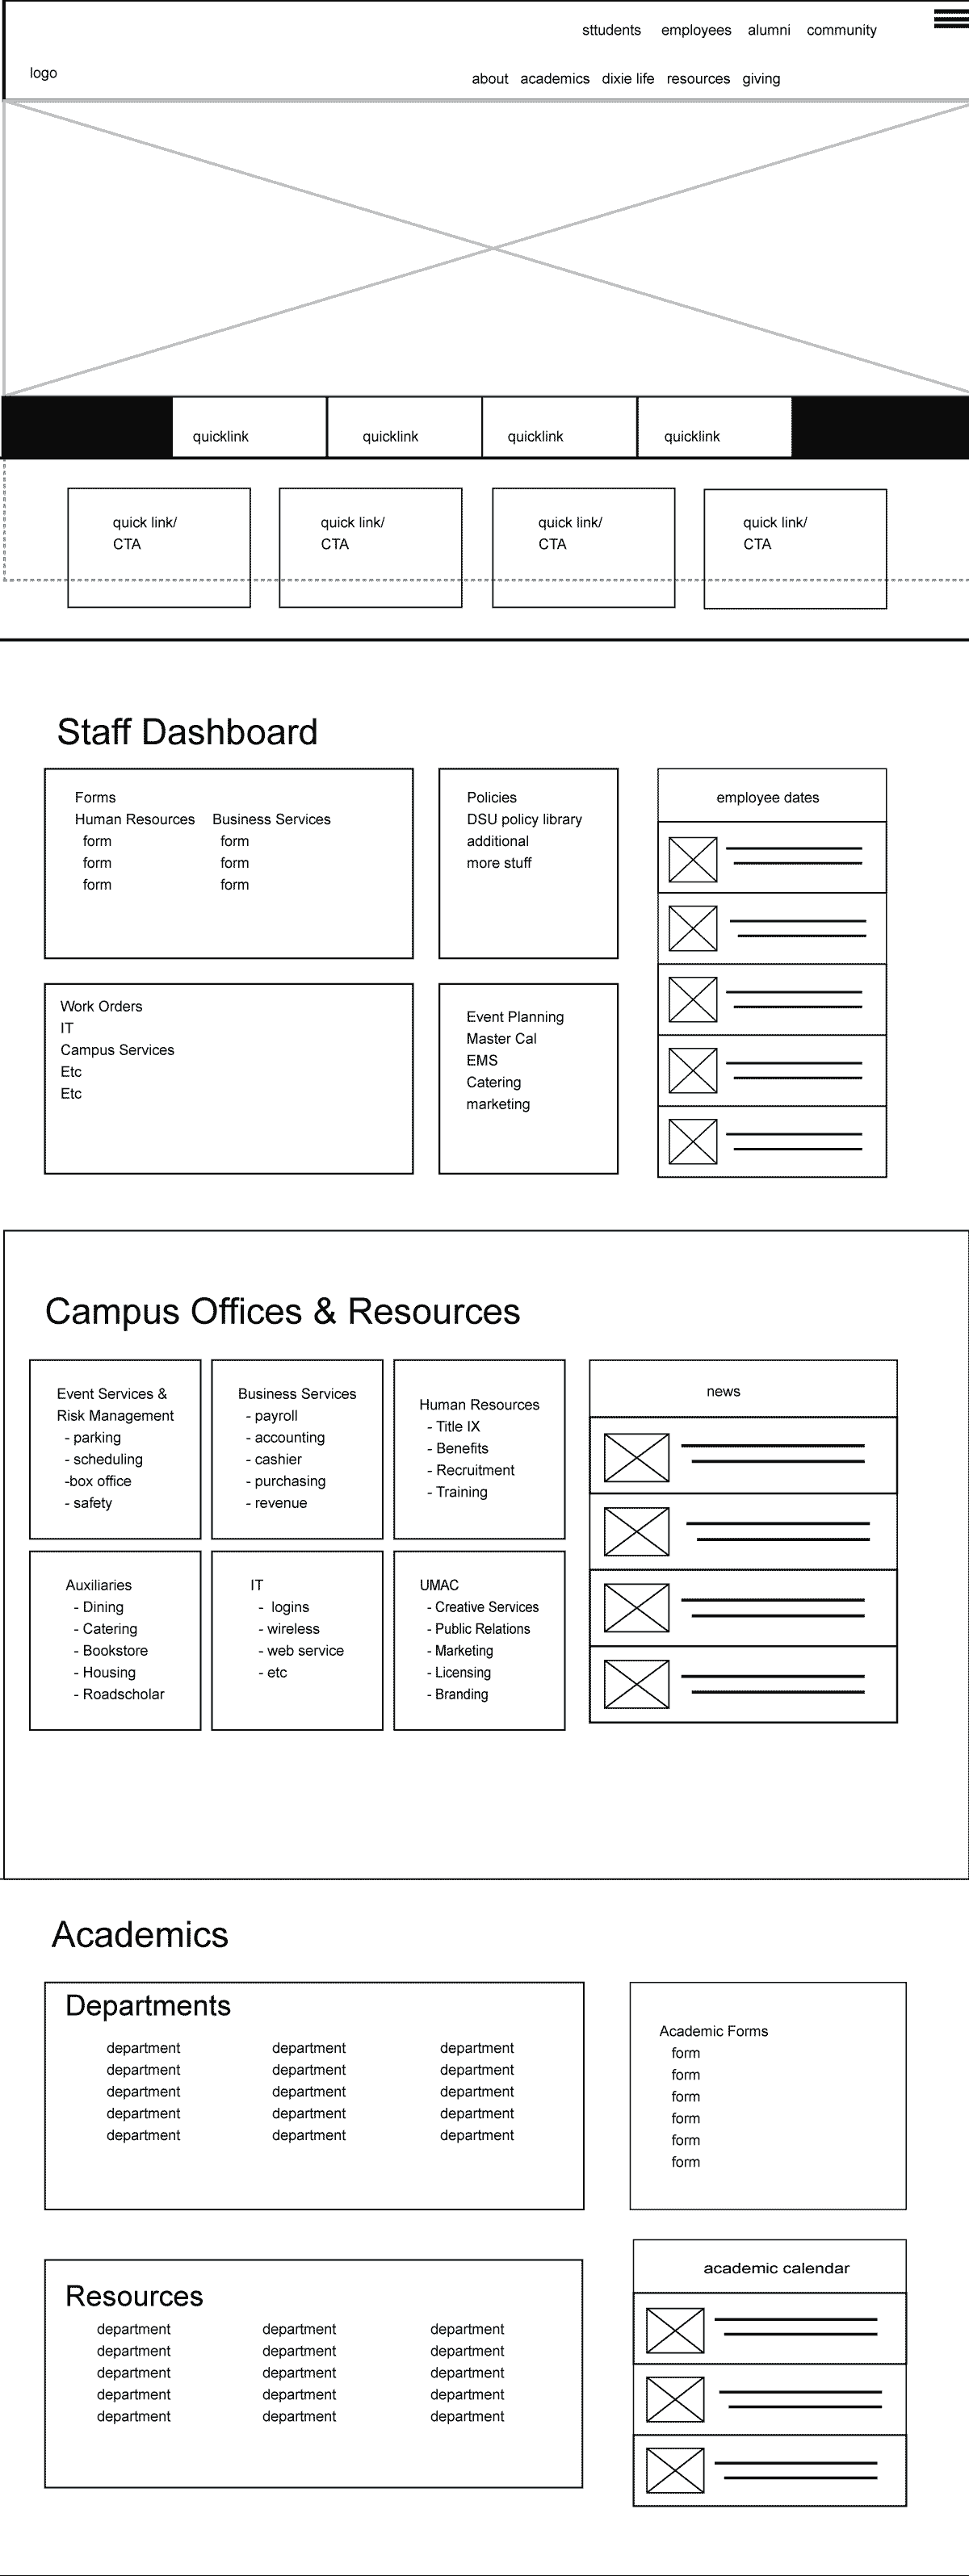 sttudents employees alumni community
logo
about academics dixie life resources giving
quicklink quicklink quicklink quicklink
quick link/
CTA
quick link/
CTA
quick link/
CTA
quick link/
CTA
Staff Dashboard
Forms
Human Resources Business Services
form form
form form
form form
Policies
DSU policy library
additional
more stuff
employee dates
Work Orders
IT
Campus Services
Etc
Etc
Event Planning
Master Cal
EMS
Catering
marketing
Campus Offices & Resources
Event Services &
Risk Management
- parking
- scheduling
-box office
- safety
Business Services
- payroll
- accounting
- cashier
- purchasing
- revenue
Human Resources
- Title IX
- Benefits
- Recruitment
- Training
news
Auxiliaries
- Dining
- Catering
- Bookstore
- Housing
- Roadscholar
IT
- logins
- wireless
- web service
- etc
UMAC
- Creative Services
- Public Relations
- Marketing
- Licensing
- Branding
Academics
Departments
department department department
department department department
department department department
department department department
department department department
Academic Forms
form
form
form
form
form
form
Resources
department department department
department department department
department department department
department department department
department department department
academic calendar